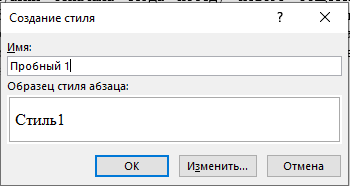 Создание стиля ? ×
Имя:
Пробный 1
Образец стиля абзаца:
Стиль1
ОК Изменить... Отмена